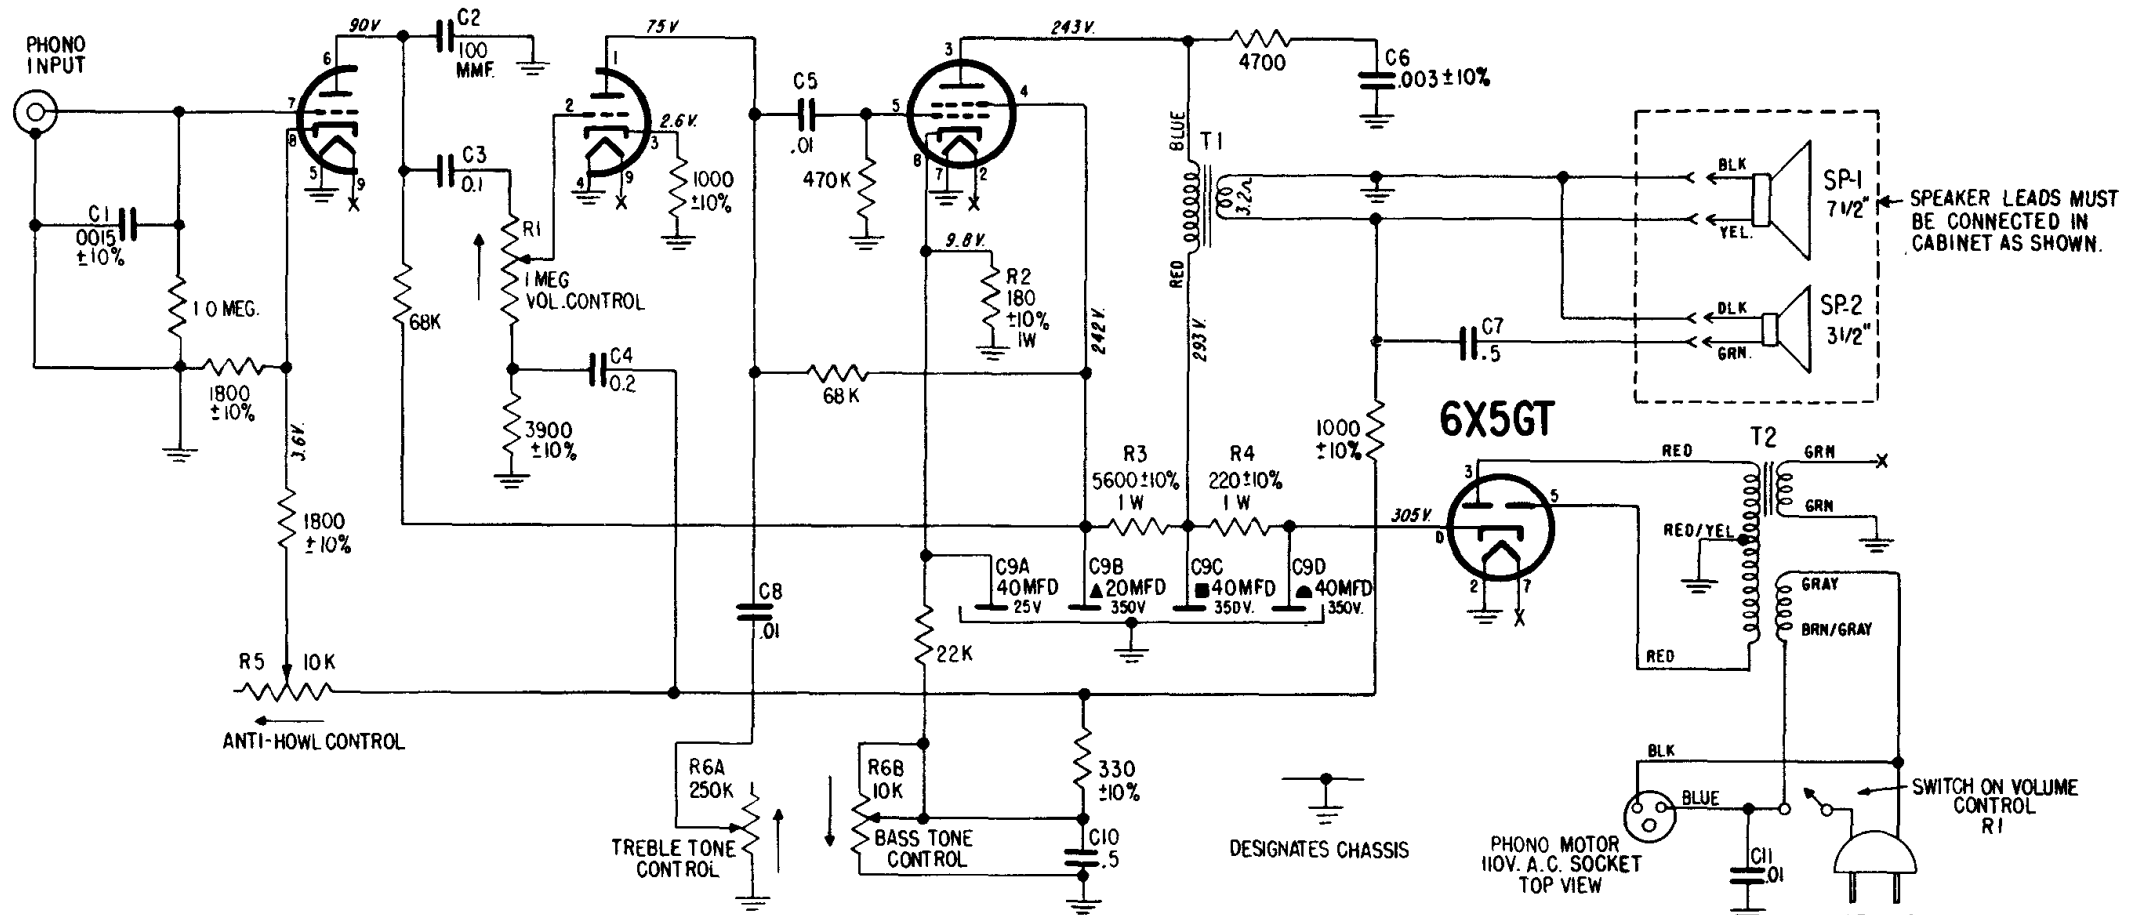 PHONO
INPUT
90V
C2
100
MMF.
6
7
8
5
9
X
C1
0015
±10%
10 MEG.
1800
±10%
3.6V.
1800
±10%
R5
10K
ANTI-HOWL CONTROL
C3
0.1
68K
R1
1 MEG
VOL. CONTROL
C4
0.2
3900
±10%
75V
1
2
2.6V.
3
4
9
X
1000
±10%
C5
.01
470K
243V.
3
4
5
8
7
2
X
9.8V.
R2
180
±10%
1W
242V.
68K
4700
C6
.003±10%
BLUE
T1
3.2Ω
RED
293V.
BLK
SP-1
7 1/2"
YEL.
SPEAKER LEADS MUST
BE CONNECTED IN
CABINET AS SHOWN.
BLK
SP-2
3 1/2"
GRN.
C7
.5
1000
±10%
R3
5600±10%
1 W
R4
220±10%
1 W
305V.
6X5GT
3
5
D
2
7
X
C9A
40MFD
25V
C9B
▲20MFD
350V
C9C
■40MFD
350V.
C9D
40MFD
350V.
T2
RED
GRN
X
GRN
RED/YEL
GRAY
BRN/GRAY
RED
C8
.01
22K
R6A
250K
TREBLE TONE
CONTROL
R6B
10K
BASS TONE
CONTROL
330
±10%
C10
.5
DESIGNATES CHASSIS
BLK
BLUE
PHONO MOTOR
110V. A.C. SOCKET
TOP VIEW
C11
.01
SWITCH ON VOLUME
CONTROL
R1